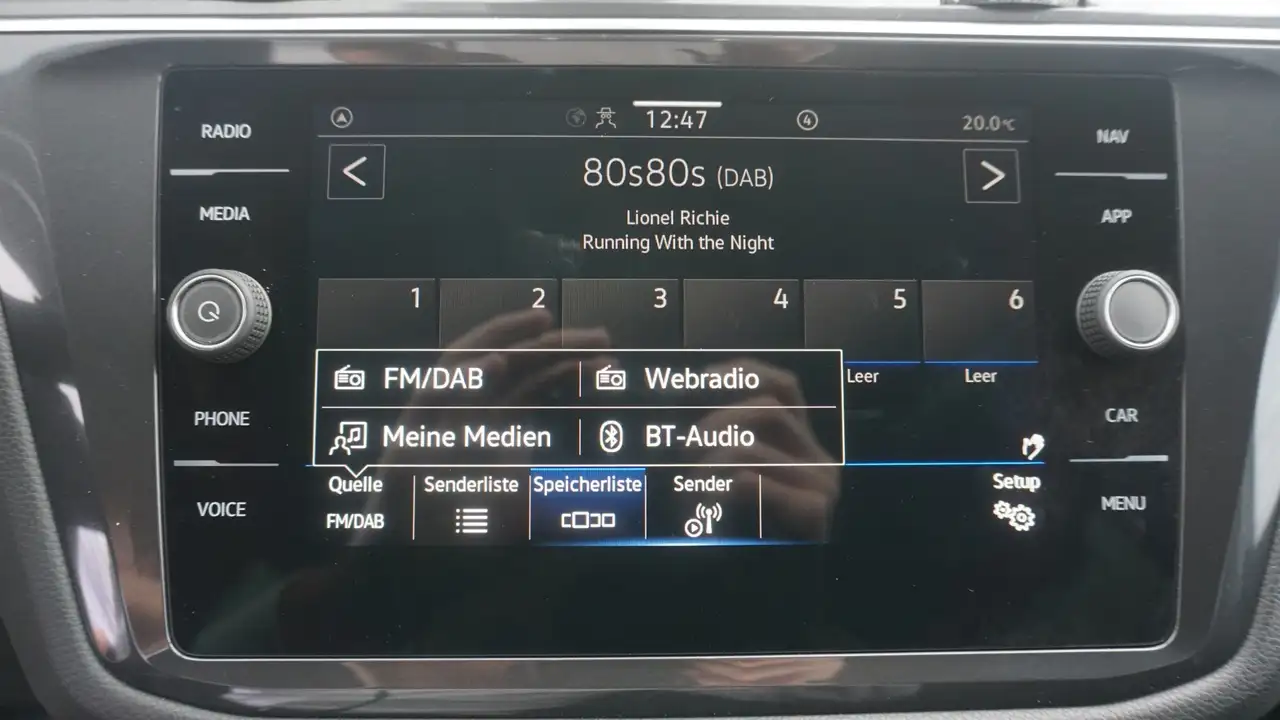 RADIO
MEDIA
PHONE
VOICE
12:47
4
20.0°C
<
80s80s (DAB)
>
Lionel Richie
Running With the Night
1 2 3 4 5 6
Leer Leer
FM/DAB Webradio
Meine Medien BT-Audio
Quelle Senderliste Speicherliste Sender Setup
FM/DAB
NAV
APP
CAR
MENU